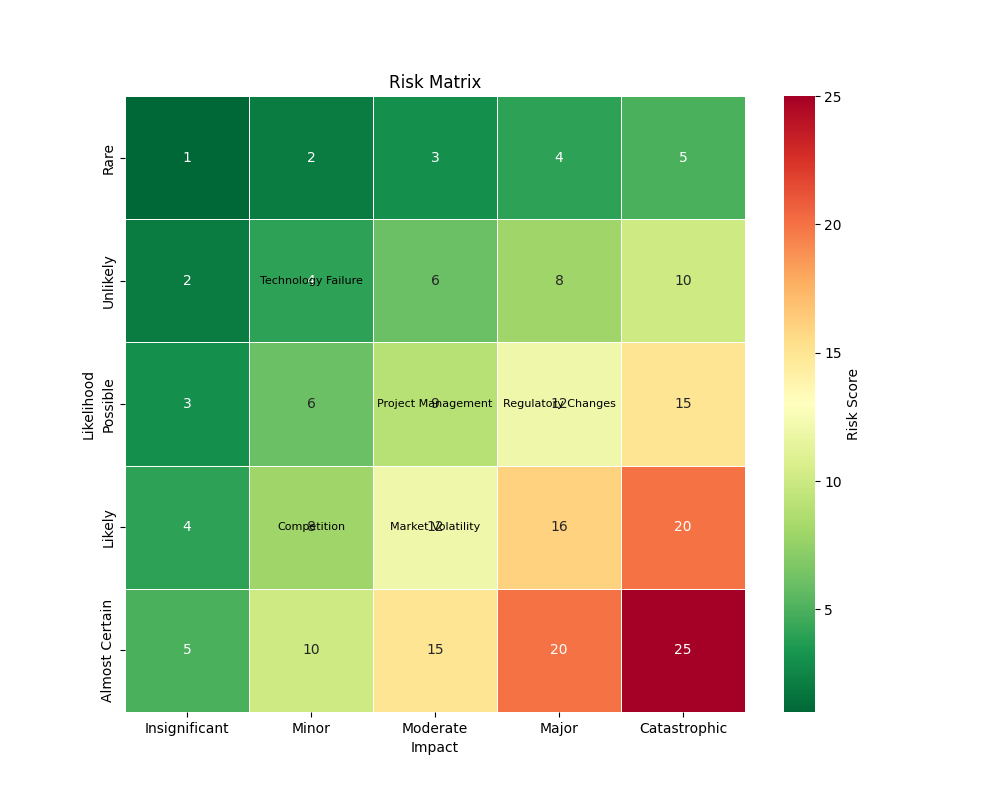 Risk Matrix
Rare
1 2 3 4 5
Unlikely
2 4 6 8 10
Technology Failure
Likelihood
Possible
3 6 9 12 15
Project Management Regulatory Changes
Likely
4 8 12 16 20
Competition Market Volatility
Almost Certain
5 10 15 20 25
Insignificant Minor Moderate Major Catastrophic
Impact
25
20
15
10
5
Risk Score